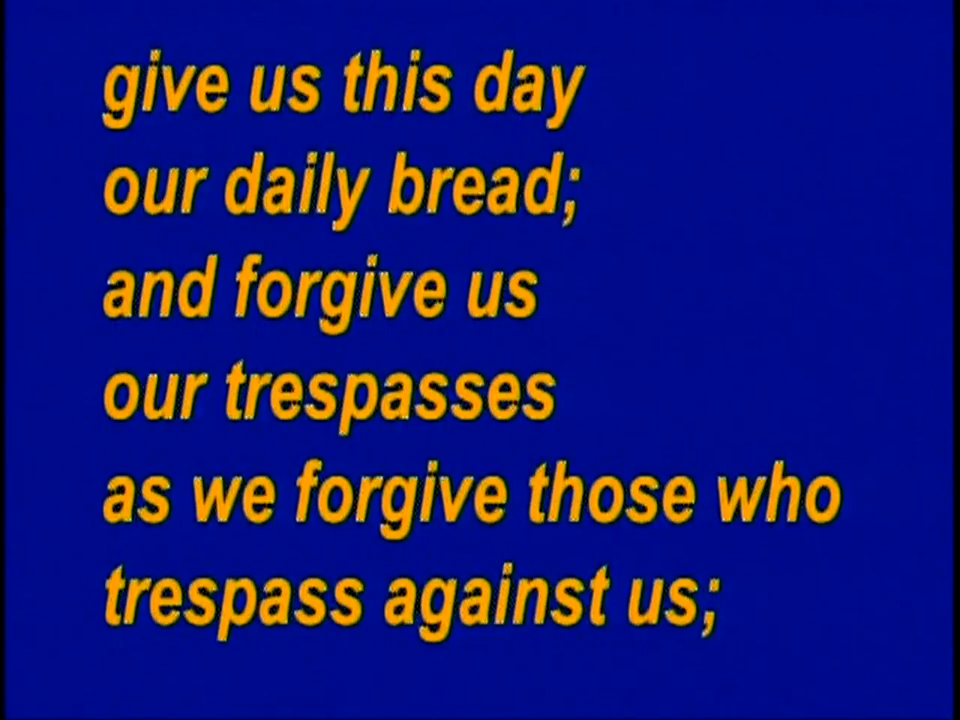 give us this day
our daily bread;
and forgive us
our trespasses
as we forgive those who
trespass against us;